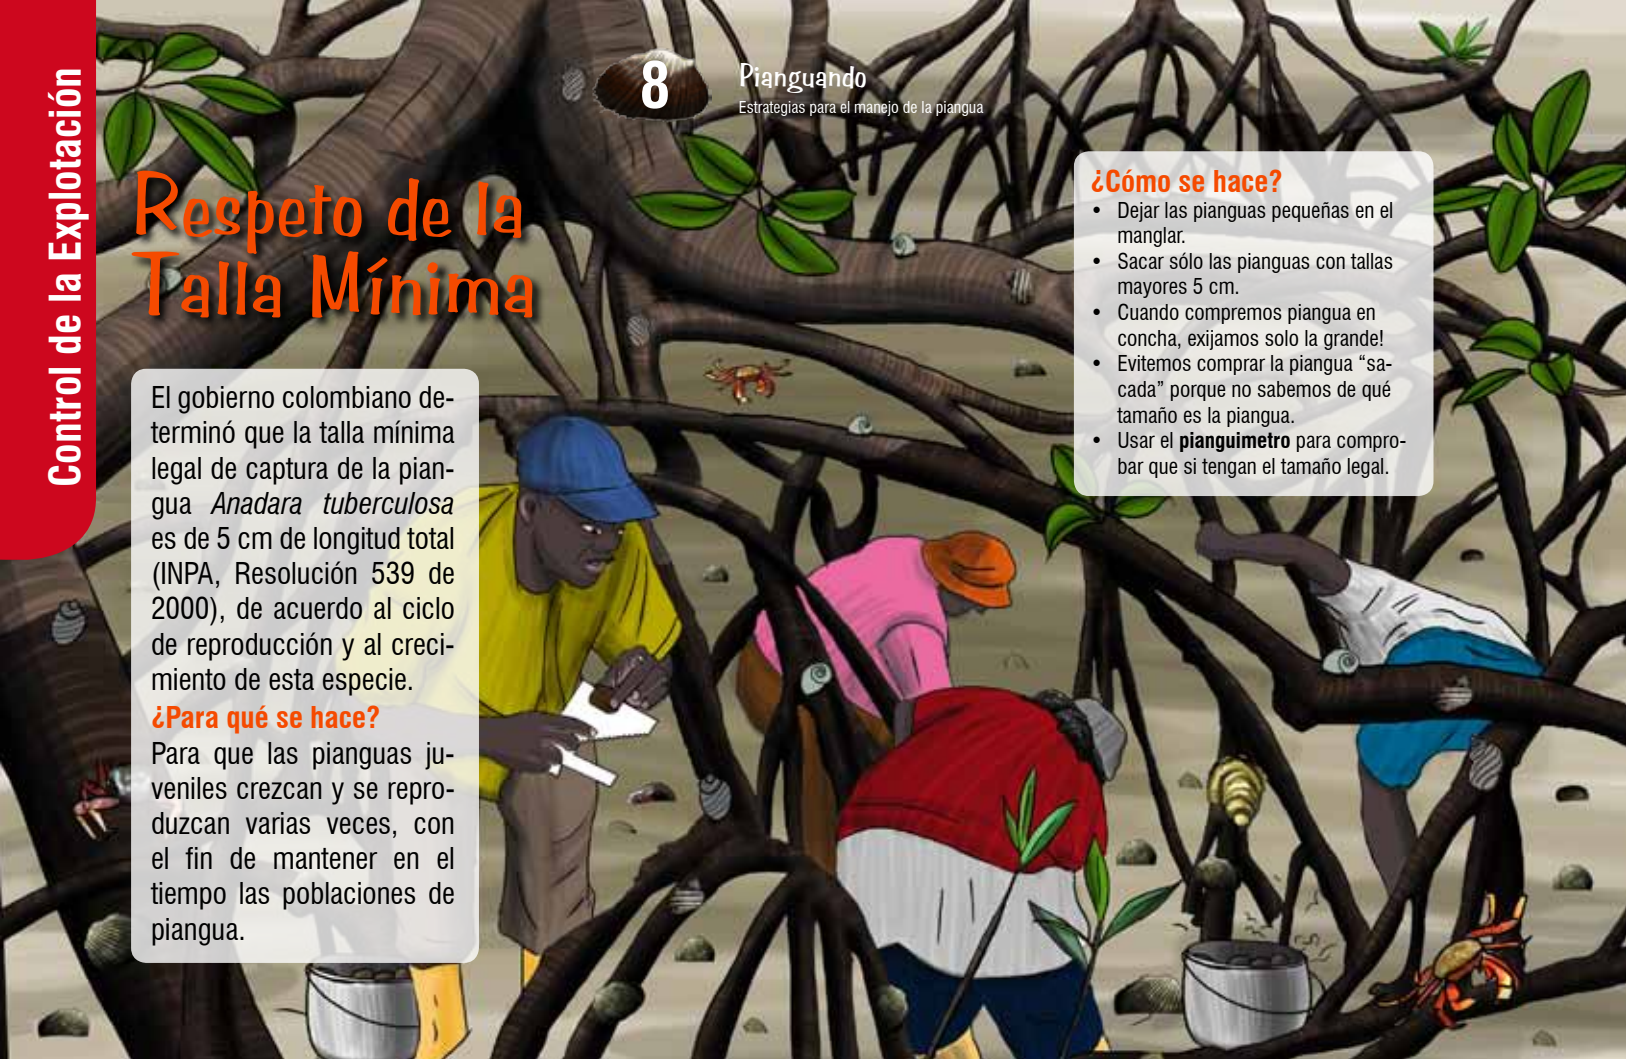 Control de la Explotación
8
Pianguando
Estrategias para el manejo de la piangua
Respeto de la
Talla Mínima
El gobierno colombiano de-
terminó que la talla mínima
legal de captura de la pian-
gua Anadara tuberculosa
es de 5 cm de longitud total
(INPA, Resolución 539 de
2000), de acuerdo al ciclo
de reproducción y al creci-
miento de esta especie.
¿Para qué se hace?
Para que las pianguas ju-
veniles crezcan y se repro-
duzcan varias veces, con
el fin de mantener en el
tiempo las poblaciones de
piangua.
¿Cómo se hace?
• Dejar las pianguas pequeñas en el
manglar.
• Sacar sólo las pianguas con tallas
mayores 5 cm.
• Cuando compremos piangua en
concha, exijamos solo la grande!
• Evitemos comprar la piangua “sa-
cada” porque no sabemos de qué
tamaño es la piangua.
• Usar el pianguimetro para compro-
bar que si tengan el tamaño legal.